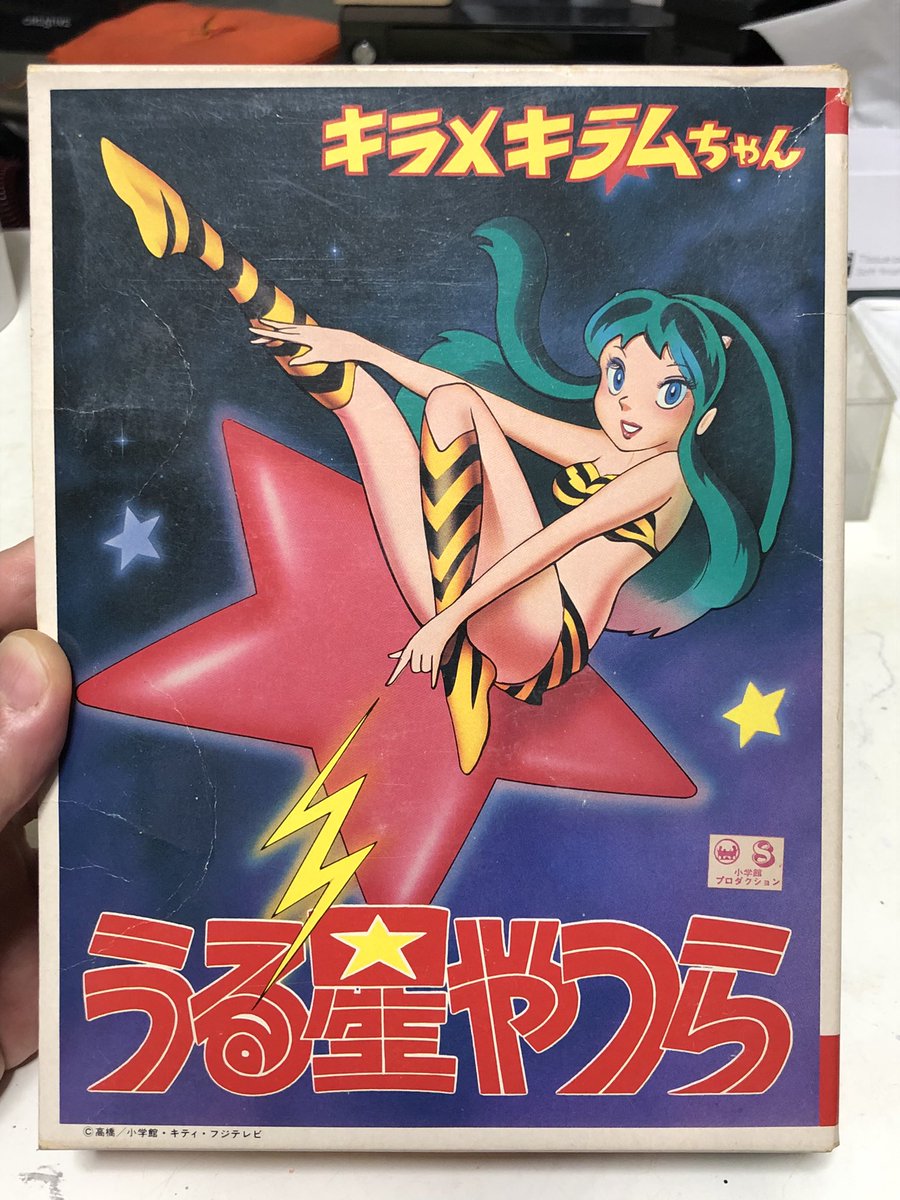 キラメキラムちゃん
S
小学館
プロダクション
うる星やつら
©高橋／小学館・キティ・フジテレビ